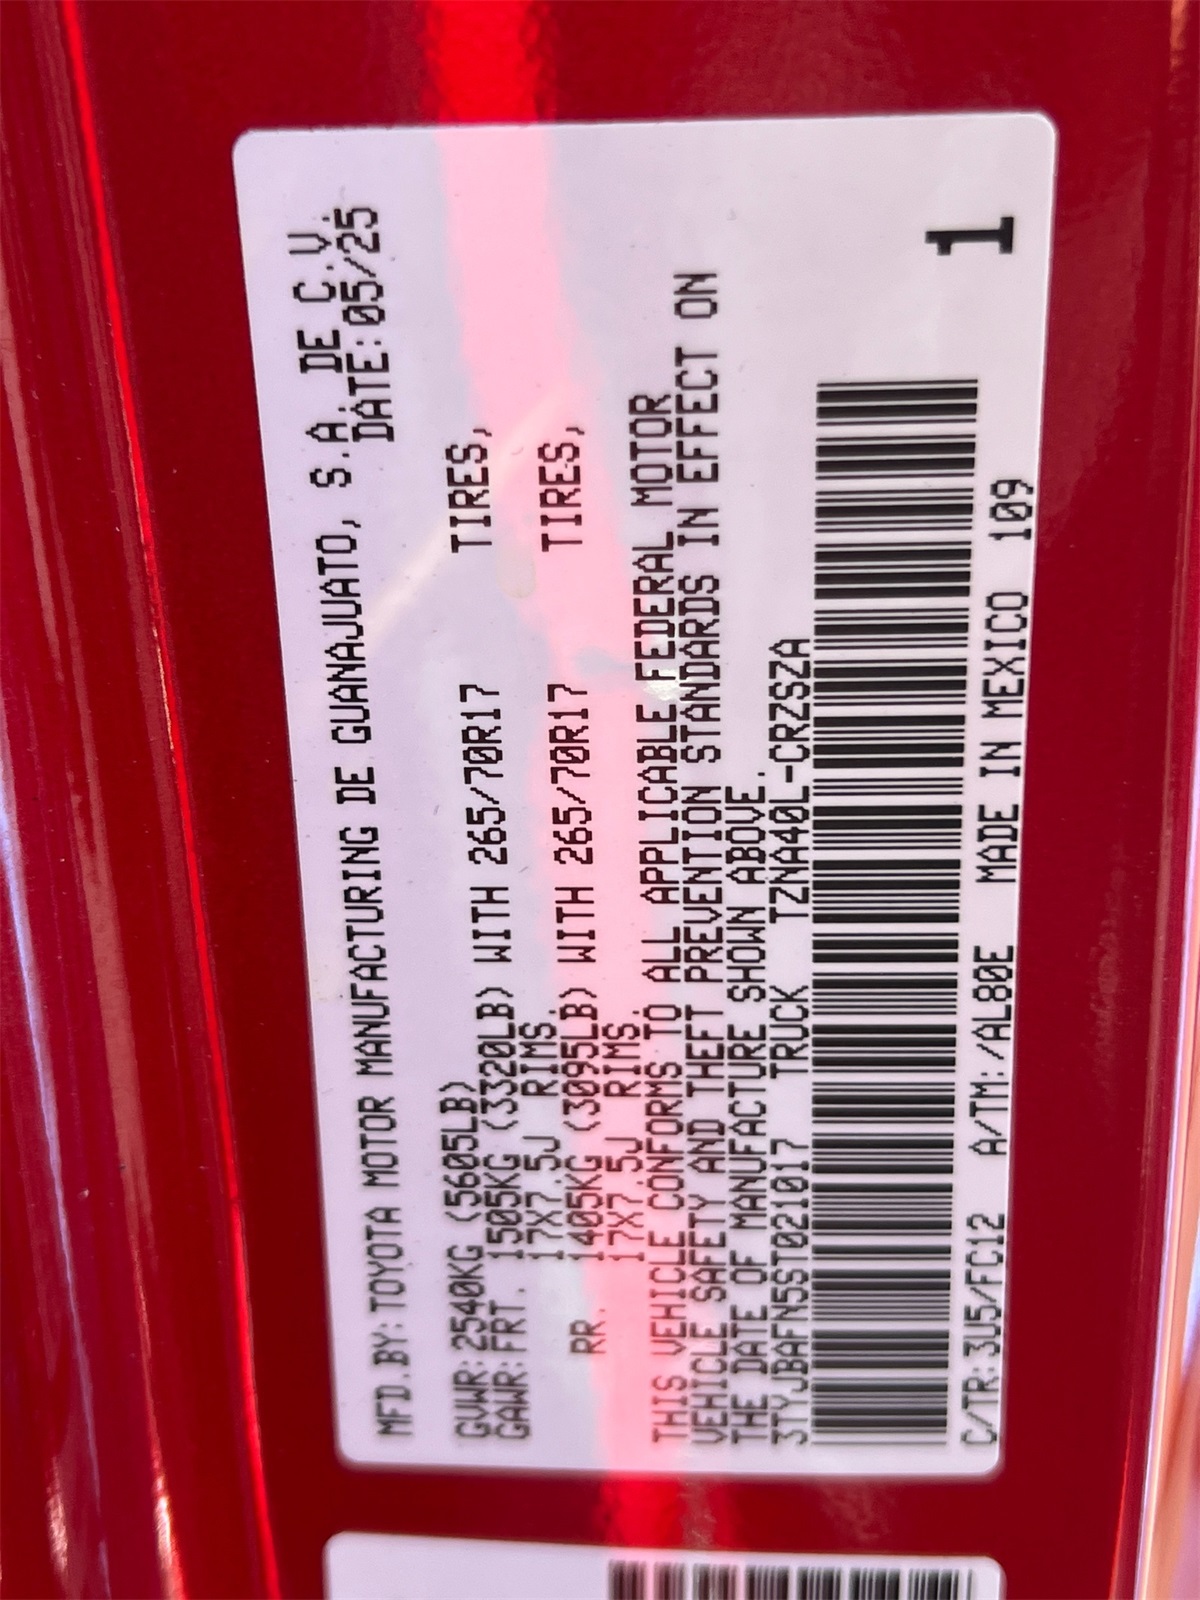 MFD.BY:TOYOTA MOTOR MANUFACTURING DE GUANAJUATO, S.A. DE C.V.
DATE:05/25
GVWR:2540KG (5605LB)
GAWR:FRT. 1505KG (3320LB) WITH 265/70R17 TIRES,
17X7.5J RIMS.
RR. 1405KG (3095LB) WITH 265/70R17 TIRES,
17X7.5J RIMS.
THIS VEHICLE CONFORMS TO ALL APPLICABLE FEDERAL MOTOR
VEHICLE SAFETY AND THEFT PREVENTION STANDARDS IN EFFECT ON
THE DATE OF MANUFACTURE SHOWN ABOVE.
3TYJBAFN5ST021017 TRUCK TZNA40L-CRZSZA
1
C/TR:3U5/FC12 A/TM:/AL80E MADE IN MEXICO 109